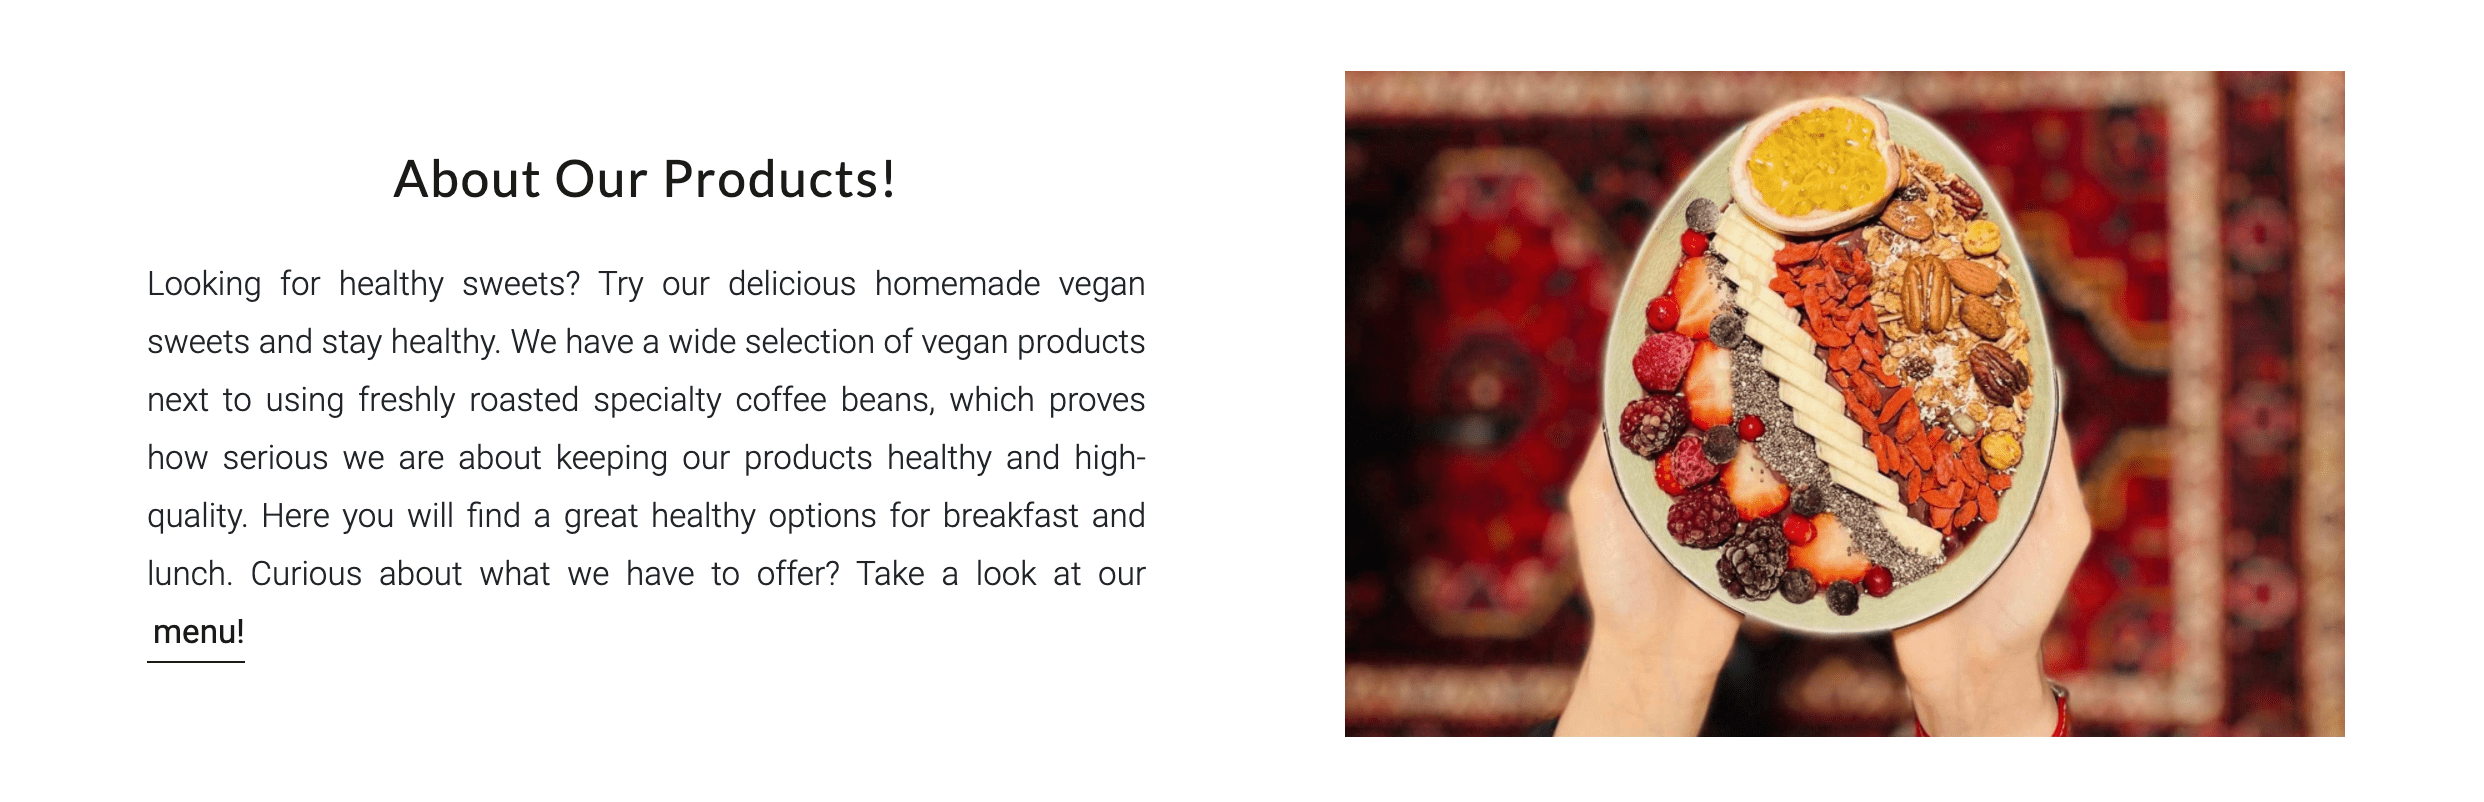 About Our Products!
Looking for healthy sweets? Try our delicious homemade vegan
sweets and stay healthy. We have a wide selection of vegan products
next to using freshly roasted specialty coffee beans, which proves
how serious we are about keeping our products healthy and high-
quality. Here you will find a great healthy options for breakfast and
lunch. Curious about what we have to offer? Take a look at our
menu!